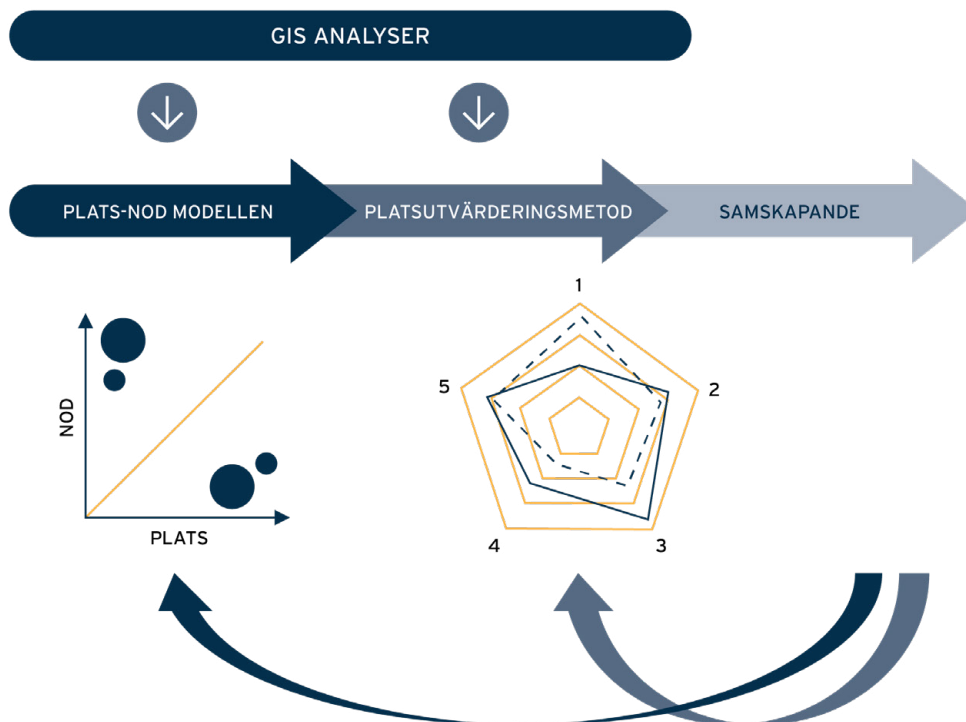 GIS ANALYSER
PLATS-NOD MODELLEN
PLATSUTVÄRDERINGSMETOD
SAMSKAPANDE
NOD
PLATS
1
2
3
4
5